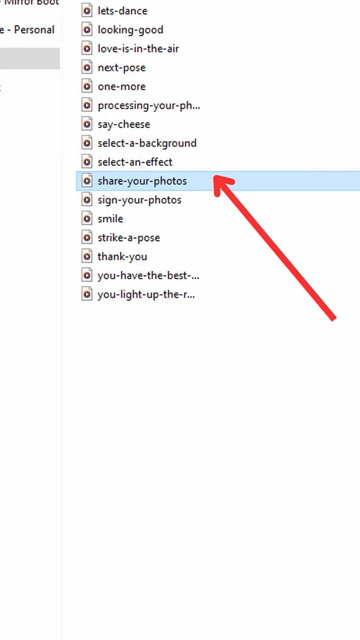 - Mirror Boot
lets-dance
looking-good
e - Personal
love-is-in-the-air
next-pose
one-more
processing-your-ph...
say-cheese
select-a-background
select-an-effect
share-your-photos
sign-your-photos
smile
strike-a-pose
thank-you
you-have-the-best-...
you-light-up-the-r...